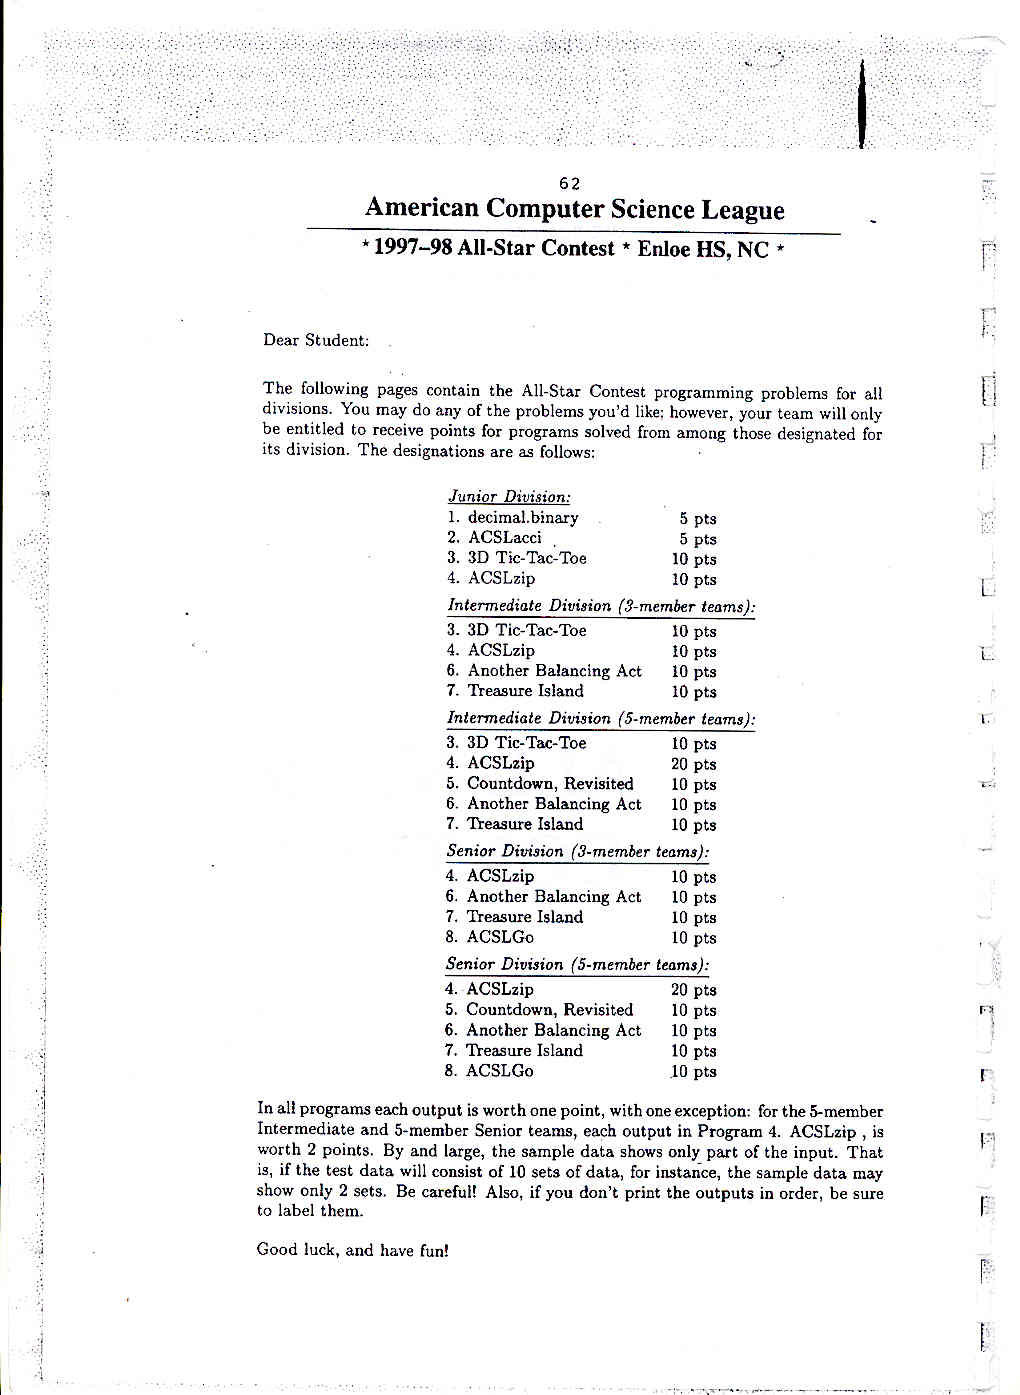 62
American Computer Science League
* 1997–98 All-Star Contest * Enloe HS, NC *
Dear Student:
The following pages contain the All-Star Contest programming problems for all
divisions. You may do any of the problems you'd like; however, your team will only
be entitled to receive points for programs solved from among those designated for
its division. The designations are as follows:
Junior Division:
1. decimal.binary 5 pts
2. ACSLacci 5 pts
3. 3D Tic-Tac-Toe 10 pts
4. ACSLzip 10 pts
Intermediate Division (3-member teams):
3. 3D Tic-Tac-Toe 10 pts
4. ACSLzip 10 pts
6. Another Balancing Act 10 pts
7. Treasure Island 10 pts
Intermediate Division (5-member teams):
3. 3D Tic-Tac-Toe 10 pts
4. ACSLzip 20 pts
5. Countdown, Revisited 10 pts
6. Another Balancing Act 10 pts
7. Treasure Island 10 pts
Senior Division (3-member teams):
4. ACSLzip 10 pts
6. Another Balancing Act 10 pts
7. Treasure Island 10 pts
8. ACSLGo 10 pts
Senior Division (5-member teams):
4. ACSLzip 20 pts
5. Countdown, Revisited 10 pts
6. Another Balancing Act 10 pts
7. Treasure Island 10 pts
8. ACSLGo 10 pts
In all programs each output is worth one point, with one exception: for the 5-member
Intermediate and 5-member Senior teams, each output in Program 4. ACSLzip , is
worth 2 points. By and large, the sample data shows only part of the input. That
is, if the test data will consist of 10 sets of data, for instance, the sample data may
show only 2 sets. Be careful! Also, if you don't print the outputs in order, be sure
to label them.
Good luck, and have fun!